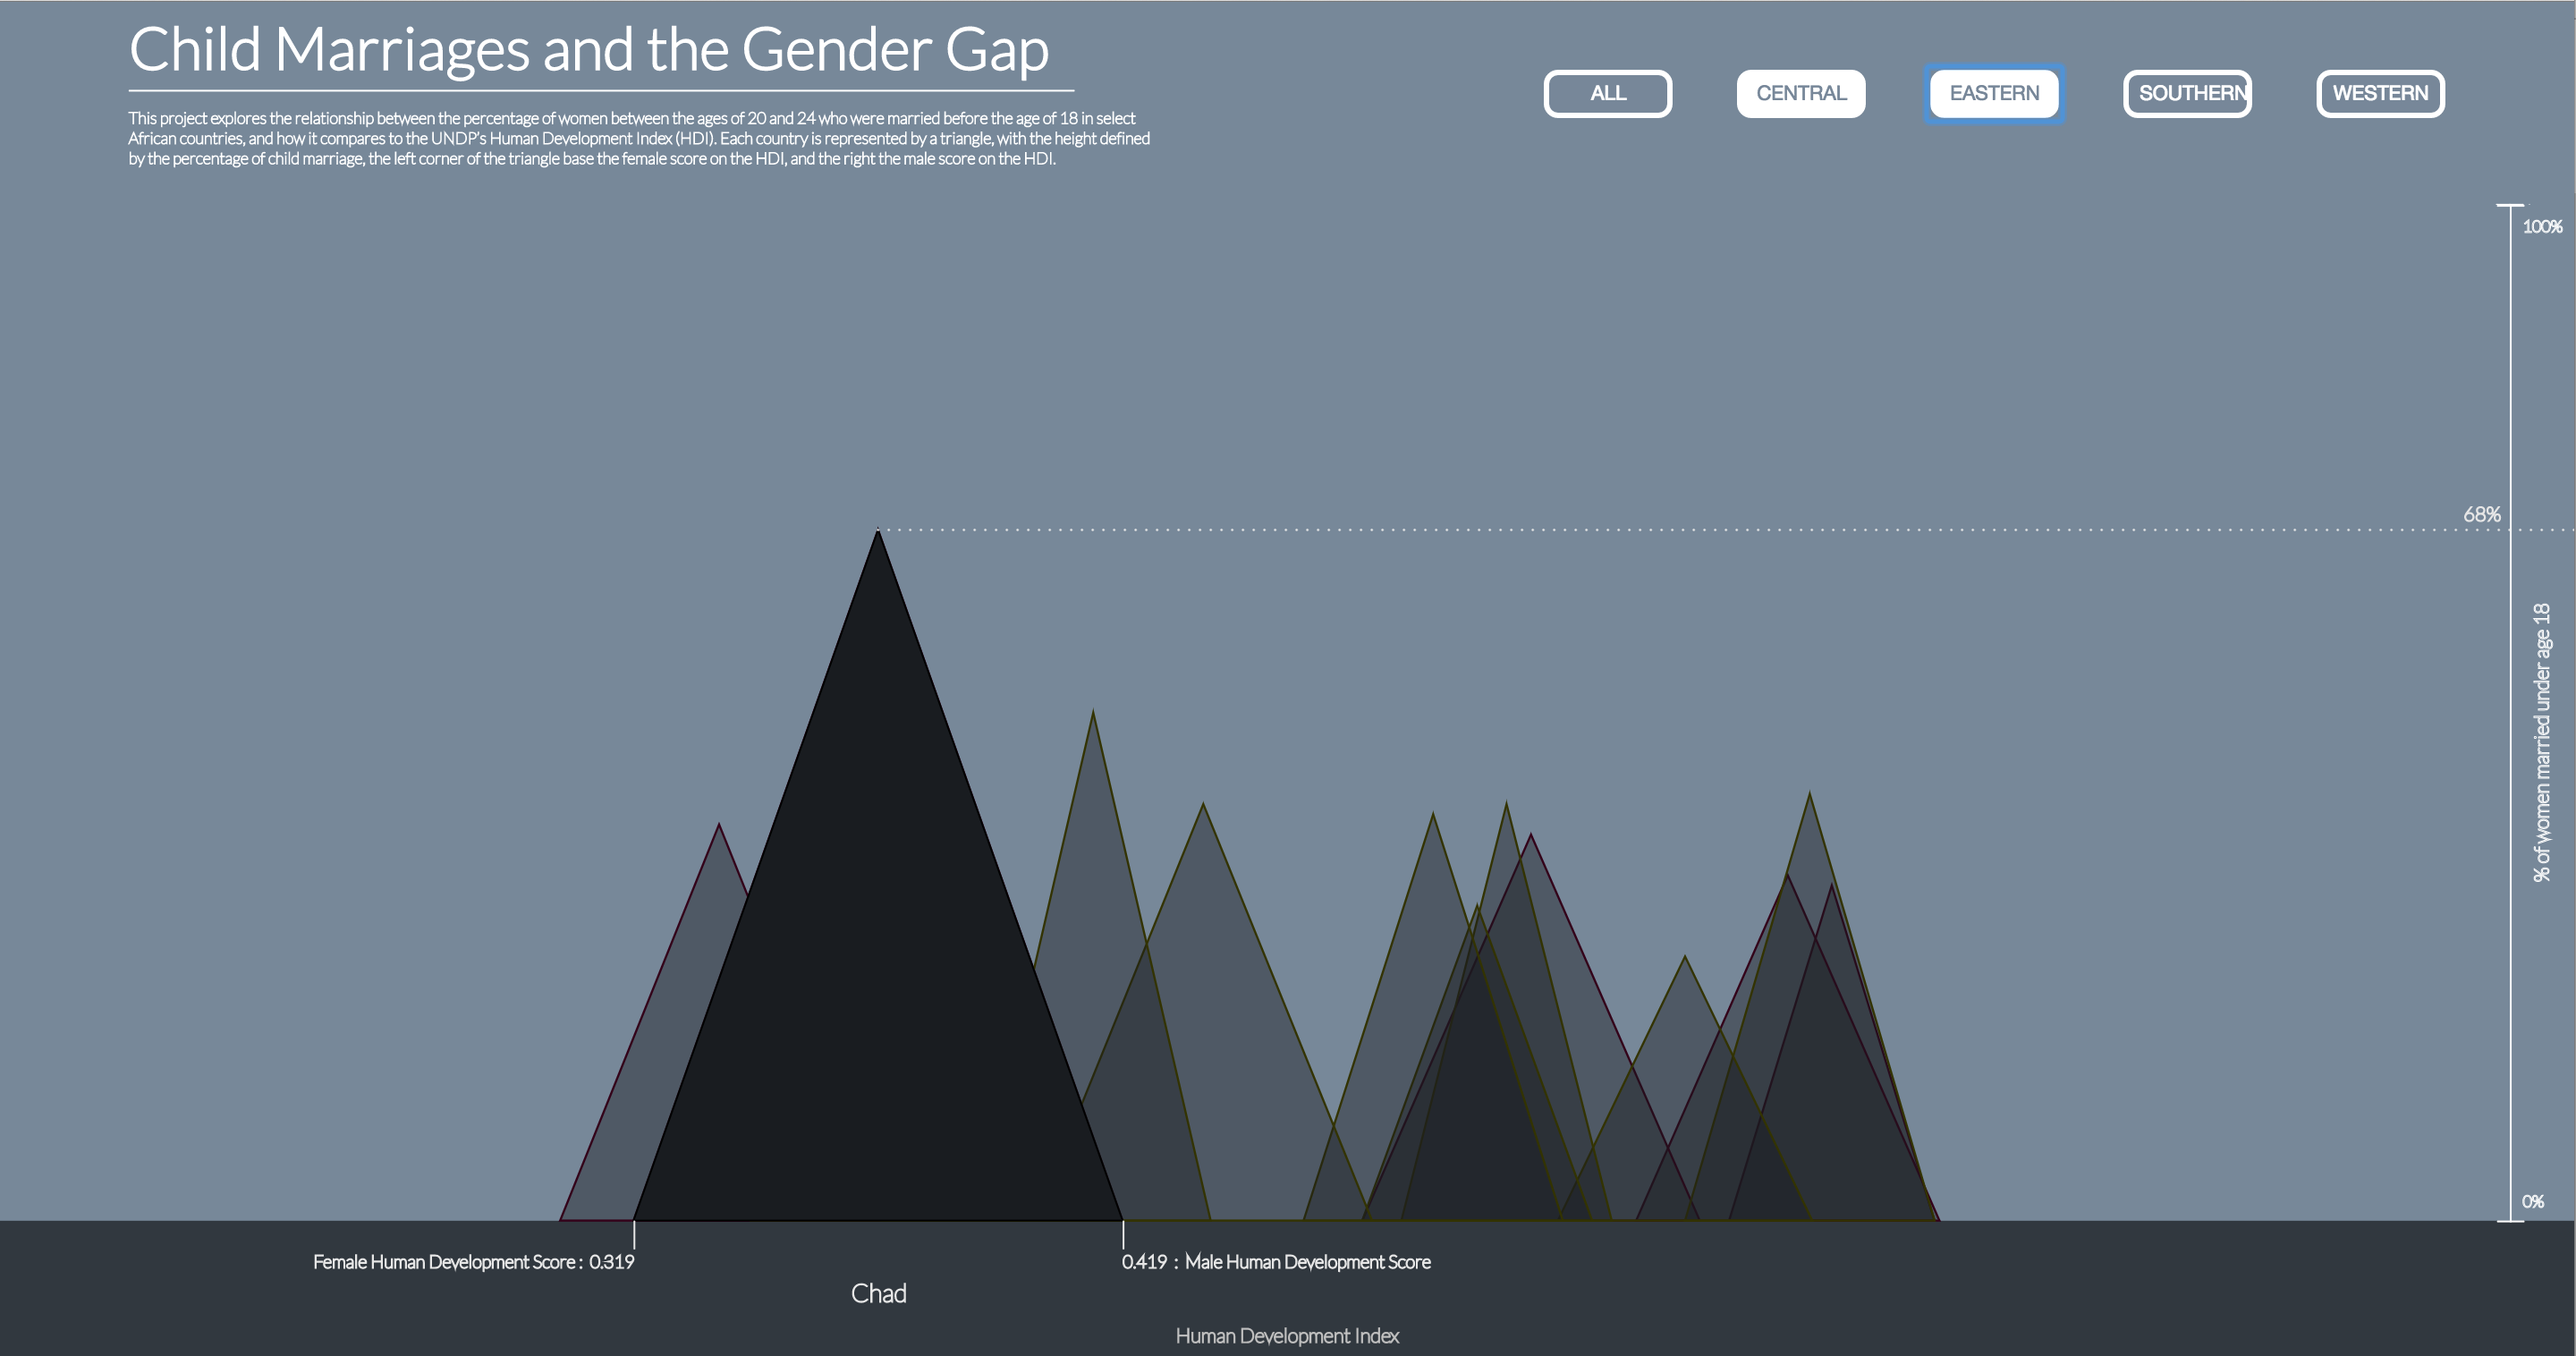 Child Marriages and the Gender Gap
This project explores the relationship between the percentage of women between the ages of 20 and 24 who were married before the age of 18 in select
African countries, and how it compares to the UNDP's Human Development Index (HDI). Each country is represented by a triangle, with the height defined
by the percentage of child marriage, the left corner of the triangle base the female score on the HDI, and the right the male score on the HDI.
ALL
CENTRAL
EASTERN
SOUTHERN
WESTERN
100%
68%
% of women married under age 18
0%
Female Human Development Score : 0.319
0.419 : Male Human Development Score
Chad
Human Development Index